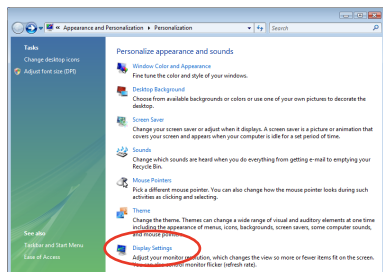 « Appearance and Personalization ▸ Personalization
Search
Tasks
Change desktop icons
Adjust font size (DPI)
Personalize appearance and sounds
Window Color and Appearance
Fine tune the color and style of your windows.
Desktop Background
Choose from available backgrounds or colors or use one of your own pictures to decorate the
desktop.
Screen Saver
Change your screen saver or adjust when it displays. A screen saver is a picture or animation that
covers your screen and appears when your computer is idle for a set period of time.
Sounds
Change which sounds are heard when you do everything from getting e-mail to emptying your
Recycle Bin.
Mouse Pointers
Pick a different mouse pointer. You can also change how the mouse pointer looks during such
activities as clicking and selecting.
Theme
Change the theme. Themes can change a wide range of visual and auditory elements at one time
including the appearance of menus, icons, backgrounds, screen savers, some computer sounds,
and mouse pointers.
See also
Taskbar and Start Menu
Ease of Access
Display Settings
Adjust your monitor resolution, which changes the view so more or fewer items fit on the screen.
You can also control monitor flicker (refresh rate).